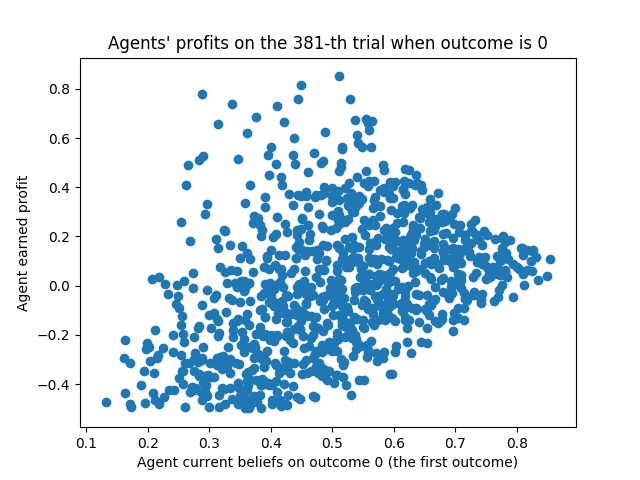 Agents' profits on the 381-th trial when outcome is 0
0.8
0.6
0.4
0.2
0.0
−0.2
−0.4
Agent earned profit
0.1 0.2 0.3 0.4 0.5 0.6 0.7 0.8
Agent current beliefs on outcome 0 (the first outcome)